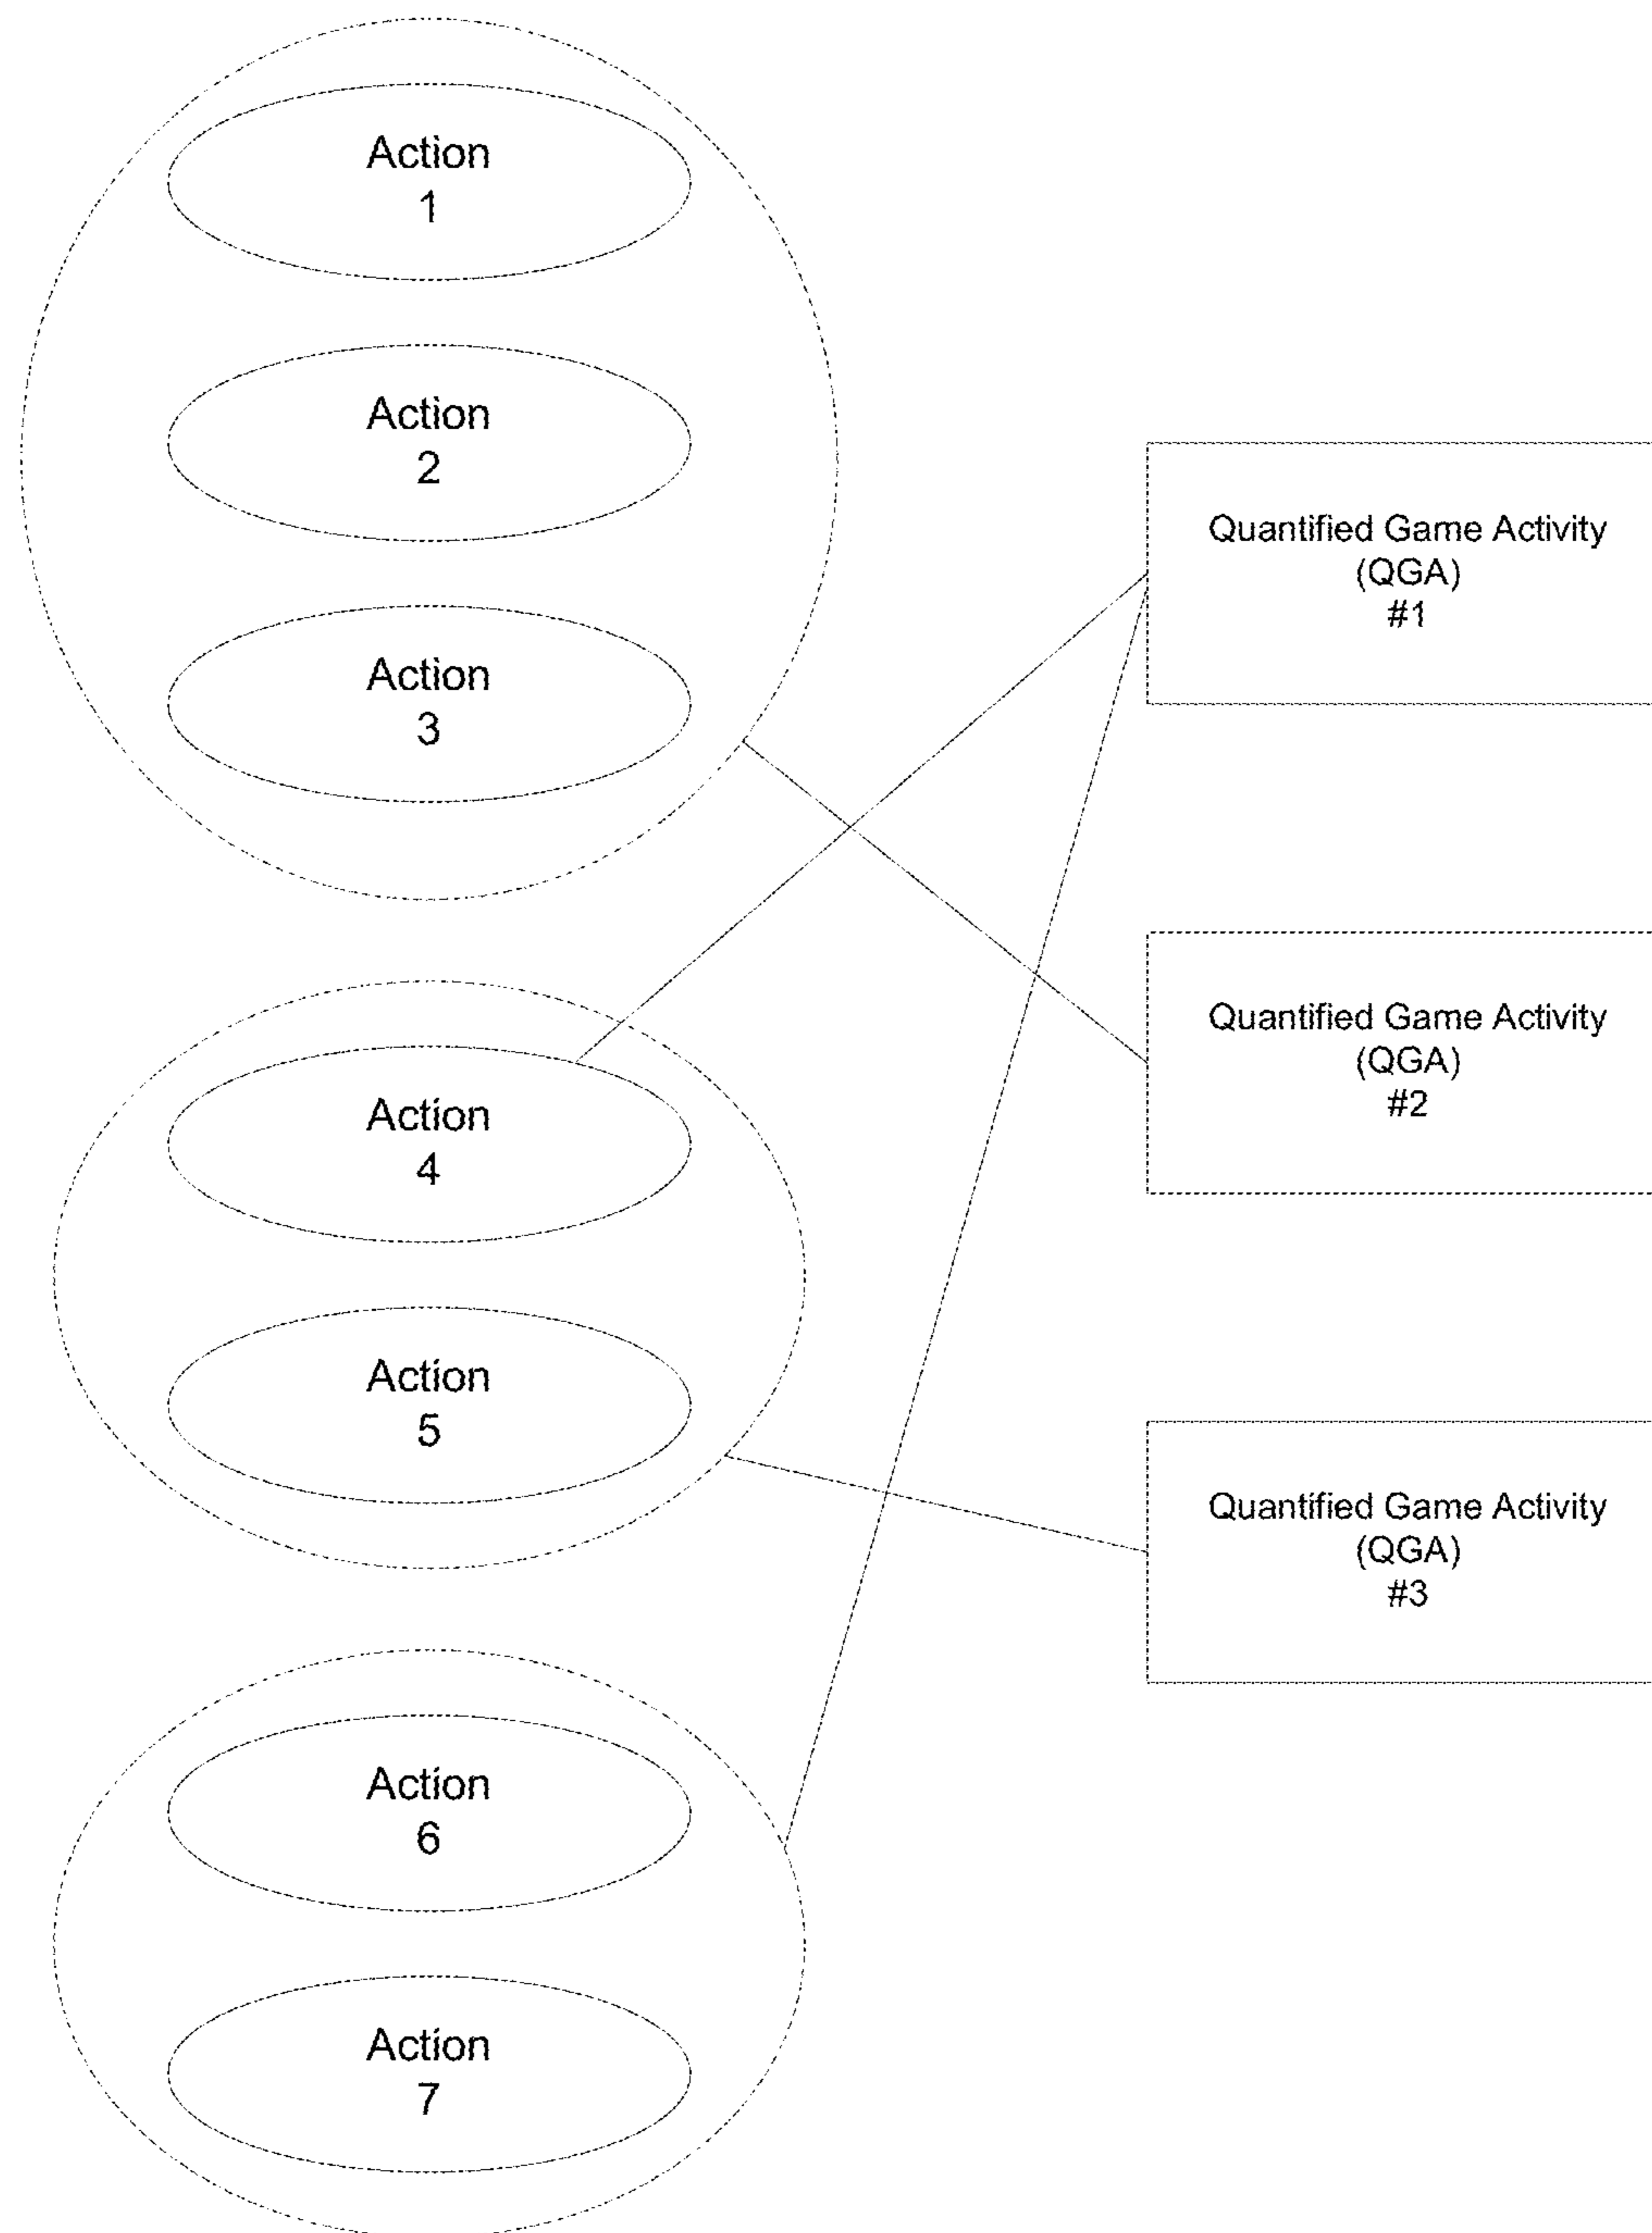 Action
1
Action
2
Action
3
Action
4
Action
5
Action
6
Action
7
Quantified Game Activity
(QGA)
#1
Quantified Game Activity
(QGA)
#2
Quantified Game Activity
(QGA)
#3